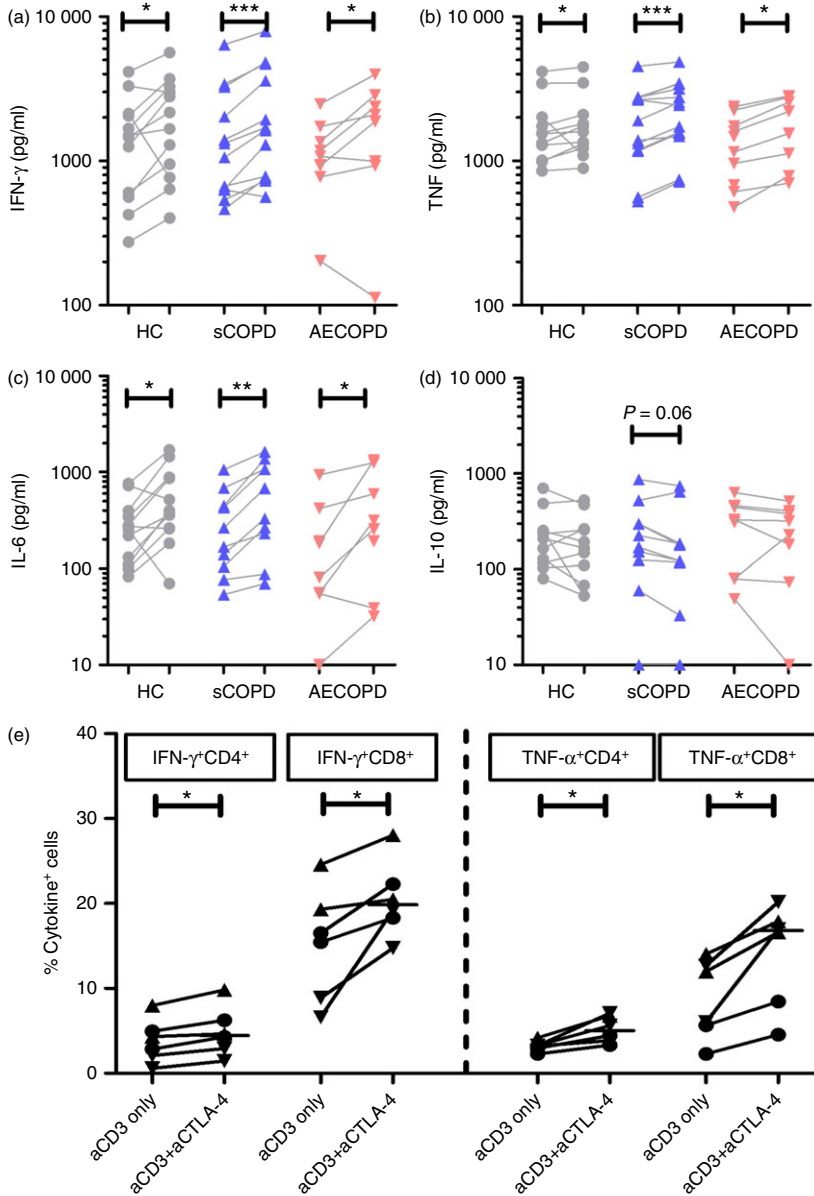 (a)
10 000
1000
100
IFN-γ (pg/ml)
*
***
*
HC
sCOPD
AECOPD
(b)
10 000
1000
100
TNF (pg/ml)
*
***
*
HC
sCOPD
AECOPD
(c)
10 000
1000
100
10
IL-6 (pg/ml)
*
**
*
HC
sCOPD
AECOPD
(d)
10 000
1000
100
10
IL-10 (pg/ml)
P = 0.06
HC
sCOPD
AECOPD
(e)
40
30
20
10
0
% Cytokine⁺ cells
IFN-γ⁺CD4⁺
IFN-γ⁺CD8⁺
TNF-α⁺CD4⁺
TNF-α⁺CD8⁺
*
*
*
*
aCD3 only
aCD3+aCTLA-4
aCD3 only
aCD3+aCTLA-4
aCD3 only
aCD3+aCTLA-4
aCD3 only
aCD3+aCTLA-4